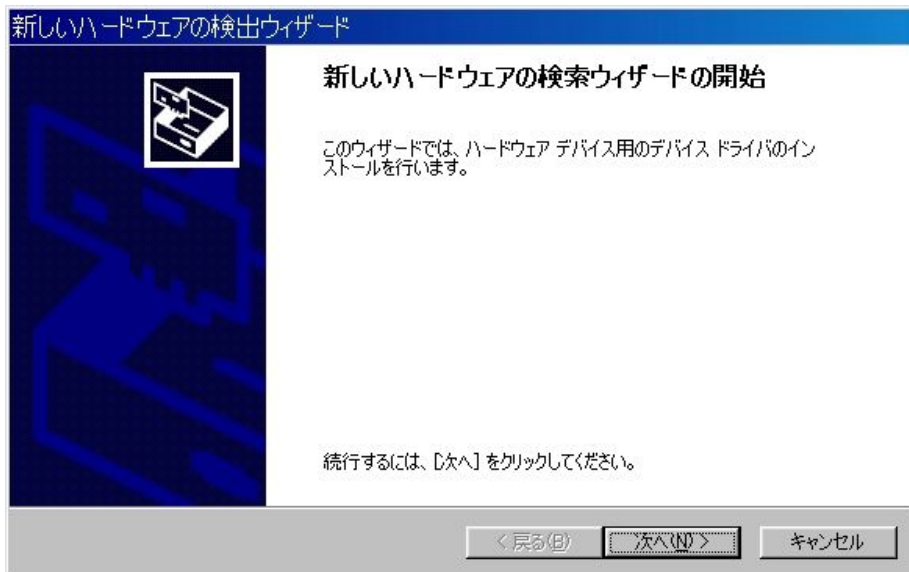 新しいハードウェアの検出ウィザード
新しいハードウェアの検索ウィザードの開始
このウィザードでは、ハードウェア デバイス用のデバイス ドライバのイン
ストールを行います。
続行するには、[次へ] をクリックしてください。
< 戻る(B)
次へ(N) >
キャンセル